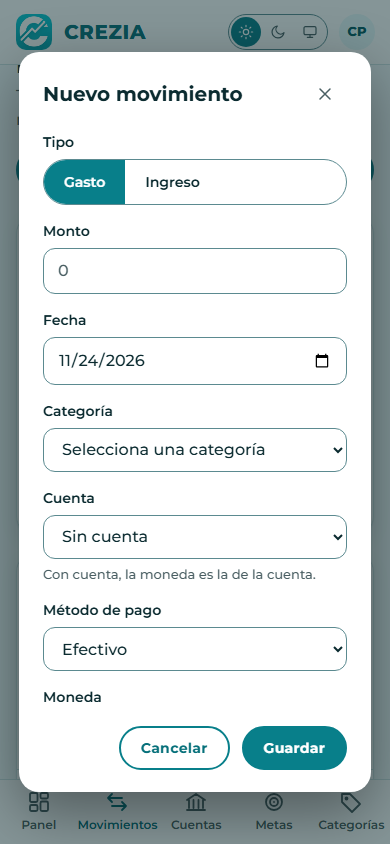 CREZIA
CP
Nuevo movimiento
Tipo
Gasto
Ingreso
Monto
0
Fecha
11/24/2026
Categoría
Selecciona una categoría
Cuenta
Sin cuenta
Con cuenta, la moneda es la de la cuenta.
Método de pago
Efectivo
Moneda
Cancelar
Guardar
Panel
Movimientos
Cuentas
Metas
Categorías